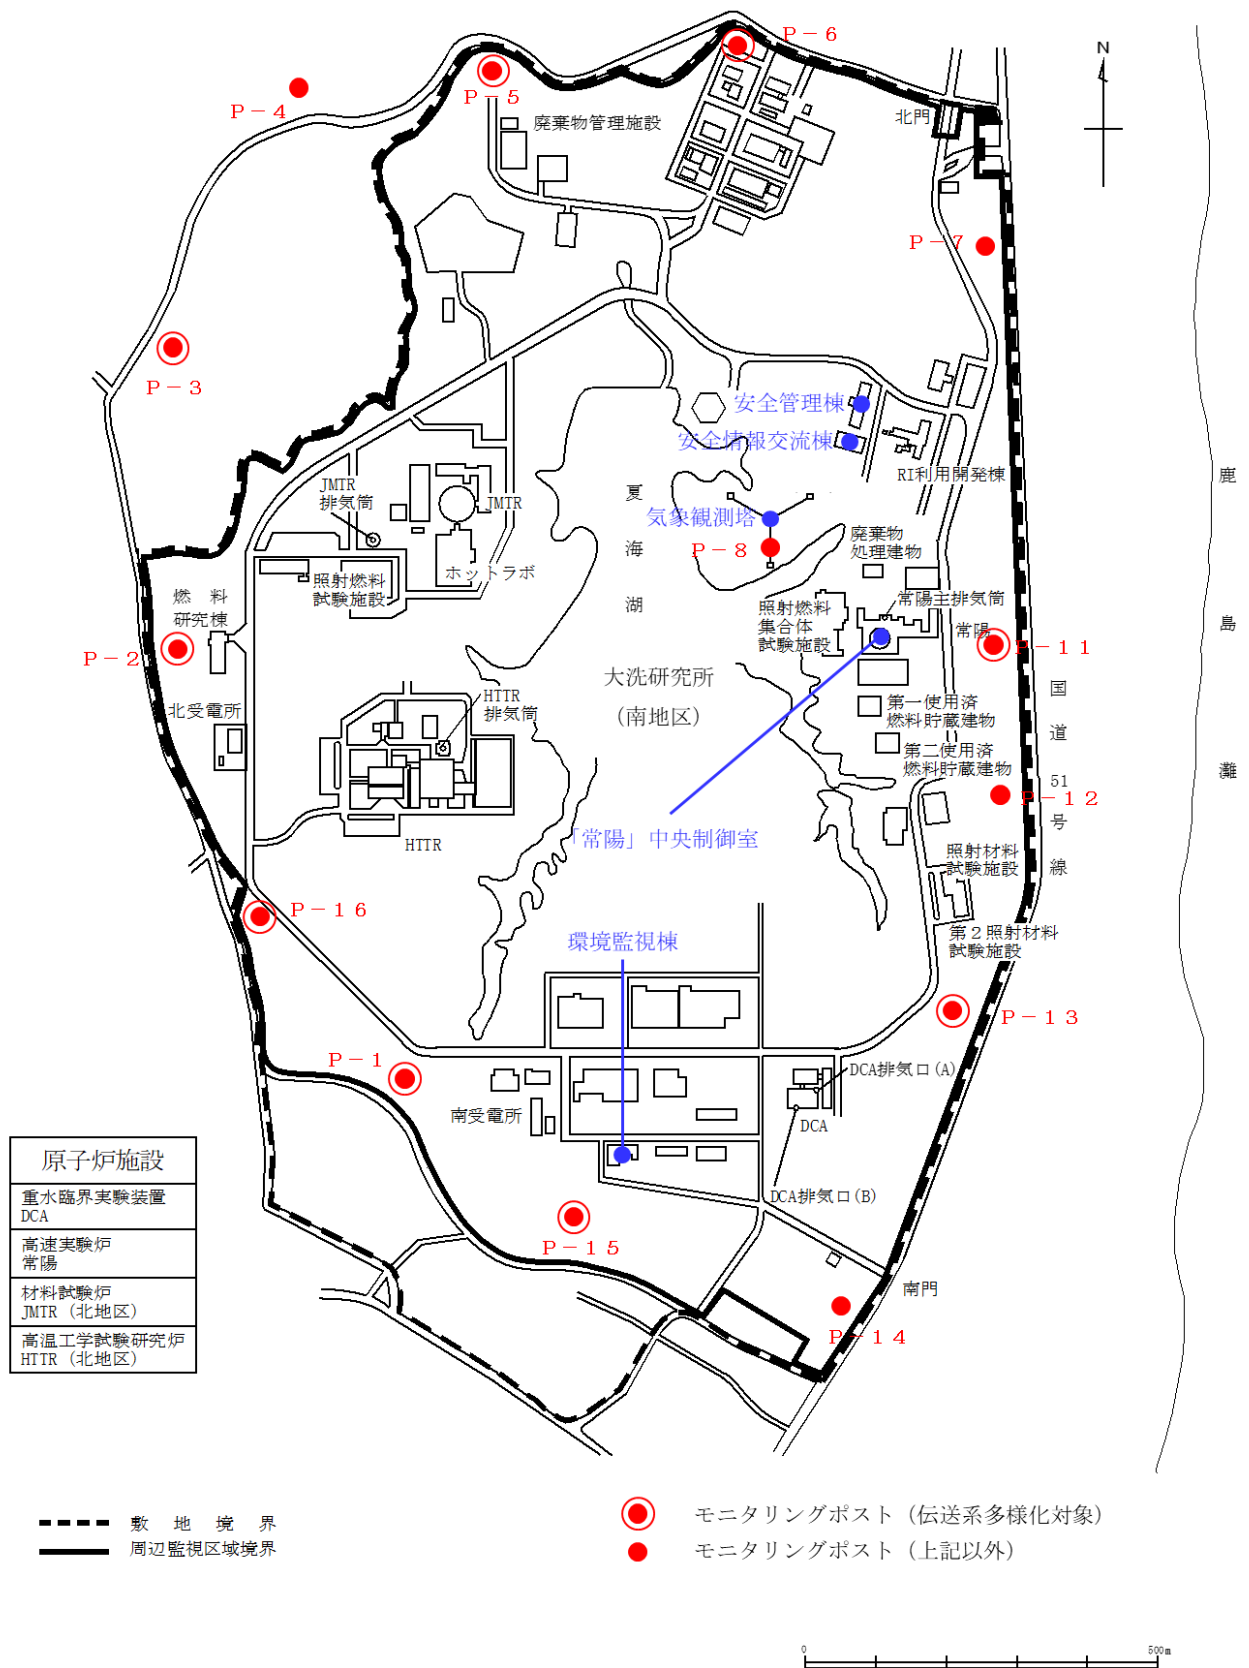 P－6
N
P－5
P－4
北門
廃棄物管理施設
P－7
P－3
鹿
島
灘
安全管理棟
安全情報交流棟
RI利用開発棟
JMTR
排気筒
JMTR
夏
海
湖
気象観測塔
P－8
廃棄物
処理建物
ホットラボ
照射燃料
試験施設
燃　料
研究棟
照射燃料
集合体
試験施設
常陽主排気筒
常陽
P－11
P－2
大洗研究所
（南地区）
国
道
51
号
線
HTTR
排気筒
北受電所
第一使用済
燃料貯蔵建物
第二使用済
燃料貯蔵建物
P－12
「常陽」中央制御室
HTTR
照射材料
試験施設
P－16
環境監視棟
第2照射材料
試験施設
P－13
P－1
DCA排気口(A)
南受電所
DCA
DCA排気口(B)
原子炉施設
重水臨界実験装置
DCA
高速実験炉
常陽
材料試験炉
JMTR（北地区）
高温工学試験研究炉
HTTR（北地区）
P－15
南門
P－14
敷　地　境　界
周辺監視区域境界
モニタリングポスト（伝送系多様化対象）
モニタリングポスト（上記以外）
0
500m